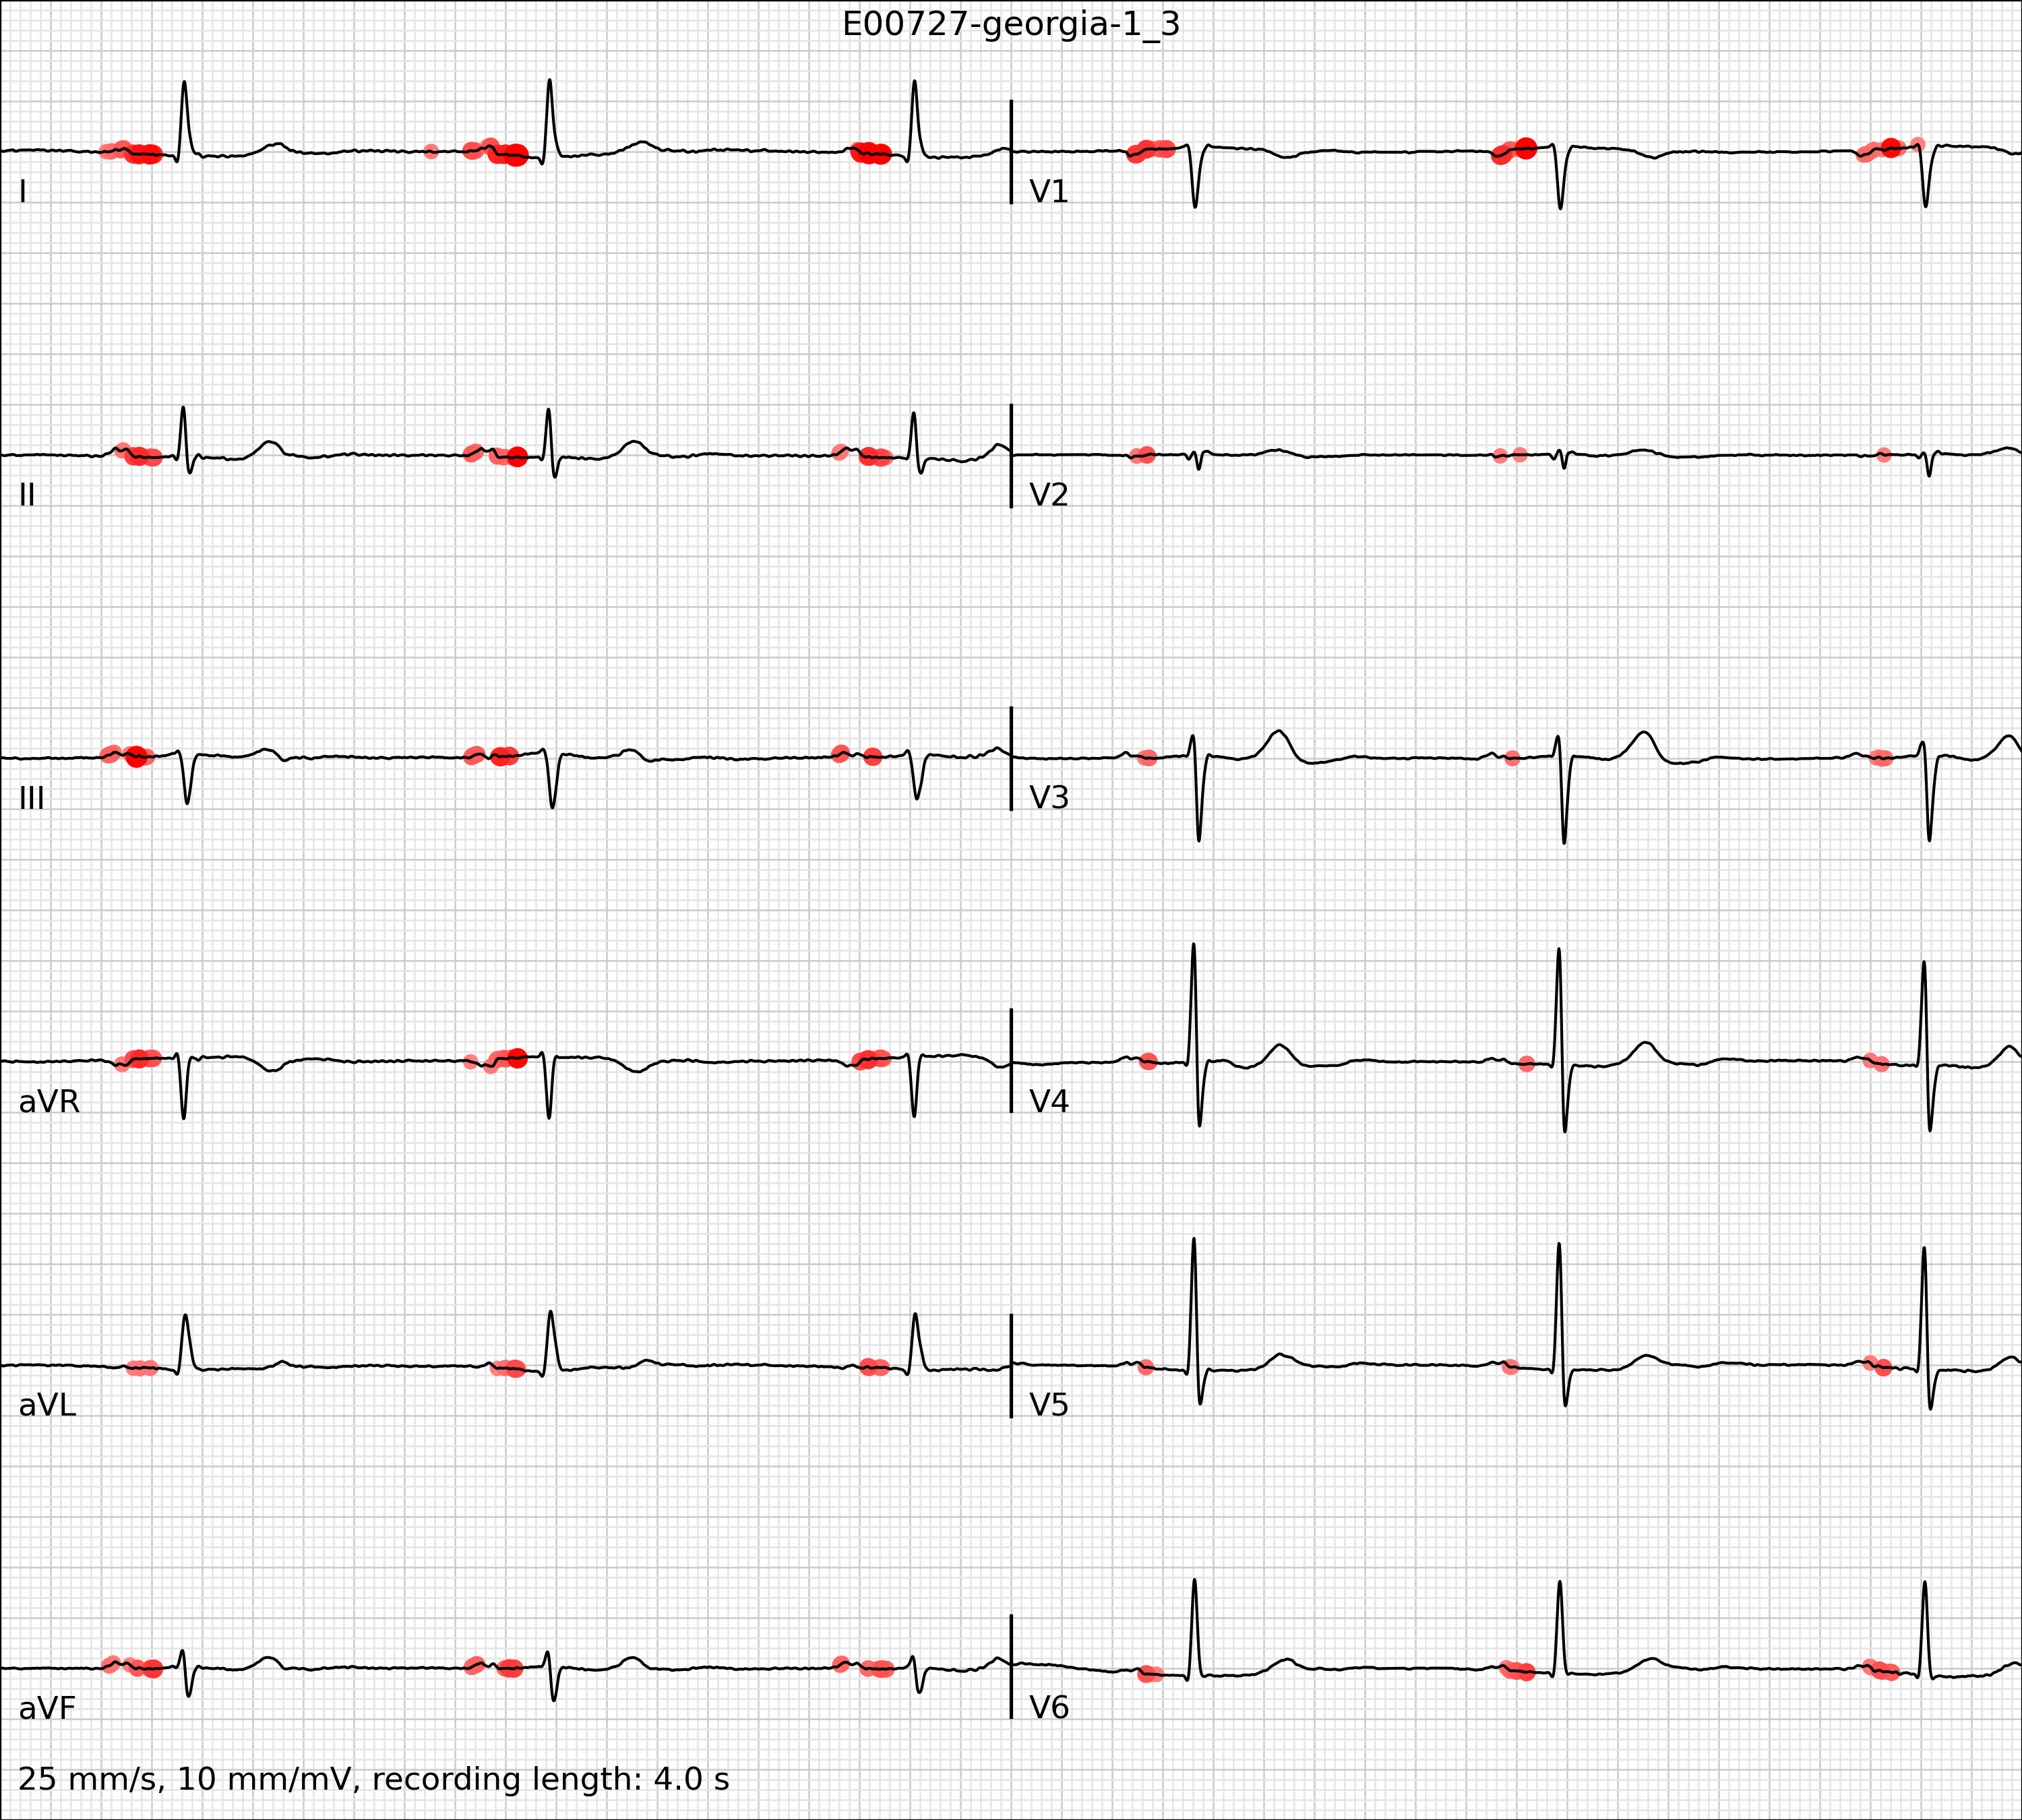 E00727-georgia-1_3
I
V1
II
V2
III
V3
aVR
V4
aVL
V5
aVF
V6
25 mm/s, 10 mm/mV, recording length: 4.0 s